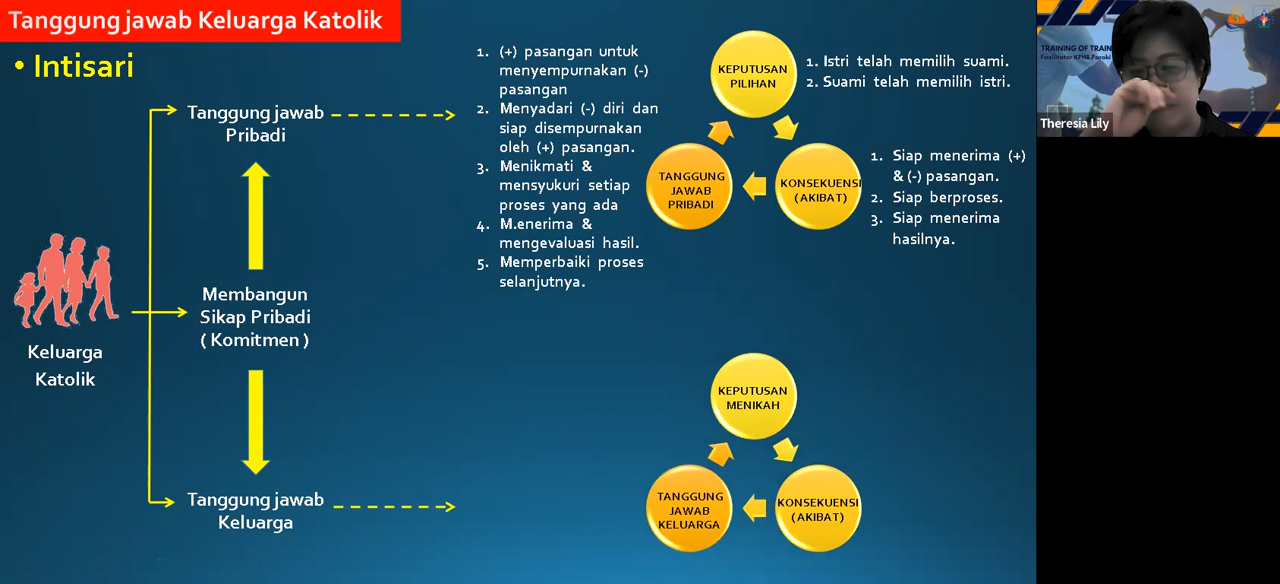 Tanggung jawab Keluarga Katolik
• Intisari
Tanggung jawab
Pribadi
Membangun
Sikap Pribadi
( Komitmen )
Keluarga
Katolik
Tanggung jawab
Keluarga
1. (+) pasangan untuk
menyempurnakan (-)
pasangan
2. Menyadari (-) diri dan
siap disempurnakan
oleh (+) pasangan.
3. Menikmati &
mensyukuri setiap
proses yang ada
4. M.enerima &
mengevaluasi hasil.
5. Memperbaiki proses
selanjutnya.
KEPUTUSAN
PILIHAN
1. Istri telah memilih suami.
2. Suami telah memilih istri.
TANGGUNG
JAWAB
PRIBADI
KONSEKUENSI
(AKIBAT)
1. Siap menerima (+)
& (-) pasangan.
2. Siap berproses.
3. Siap menerima
hasilnya.
KEPUTUSAN
MENIKAH
TANGGUNG
JAWAB
KELUARGA
KONSEKUENSI
(AKIBAT)
TRAINING OF TRAIN
Fasilitator KPHB Paroki
Theresia Lily